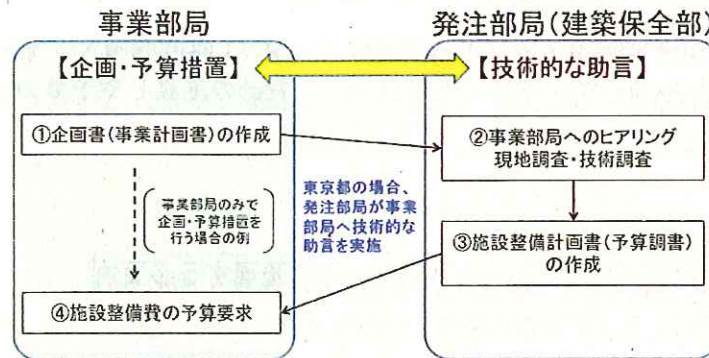 事業部局
発注部局(建築保全部)
【企画・予算措置】
【技術的な助言】
①企画書(事業計画書)の作成
②事業部局へのヒアリング
現地調査・技術調査
事業部局のみで
企画・予算措置を
行う場合の例
東京都の場合、
発注部局が事業
部局へ技術的な
助言を実施
③施設整備計画書(予算調書)
の作成
④施設整備費の予算要求